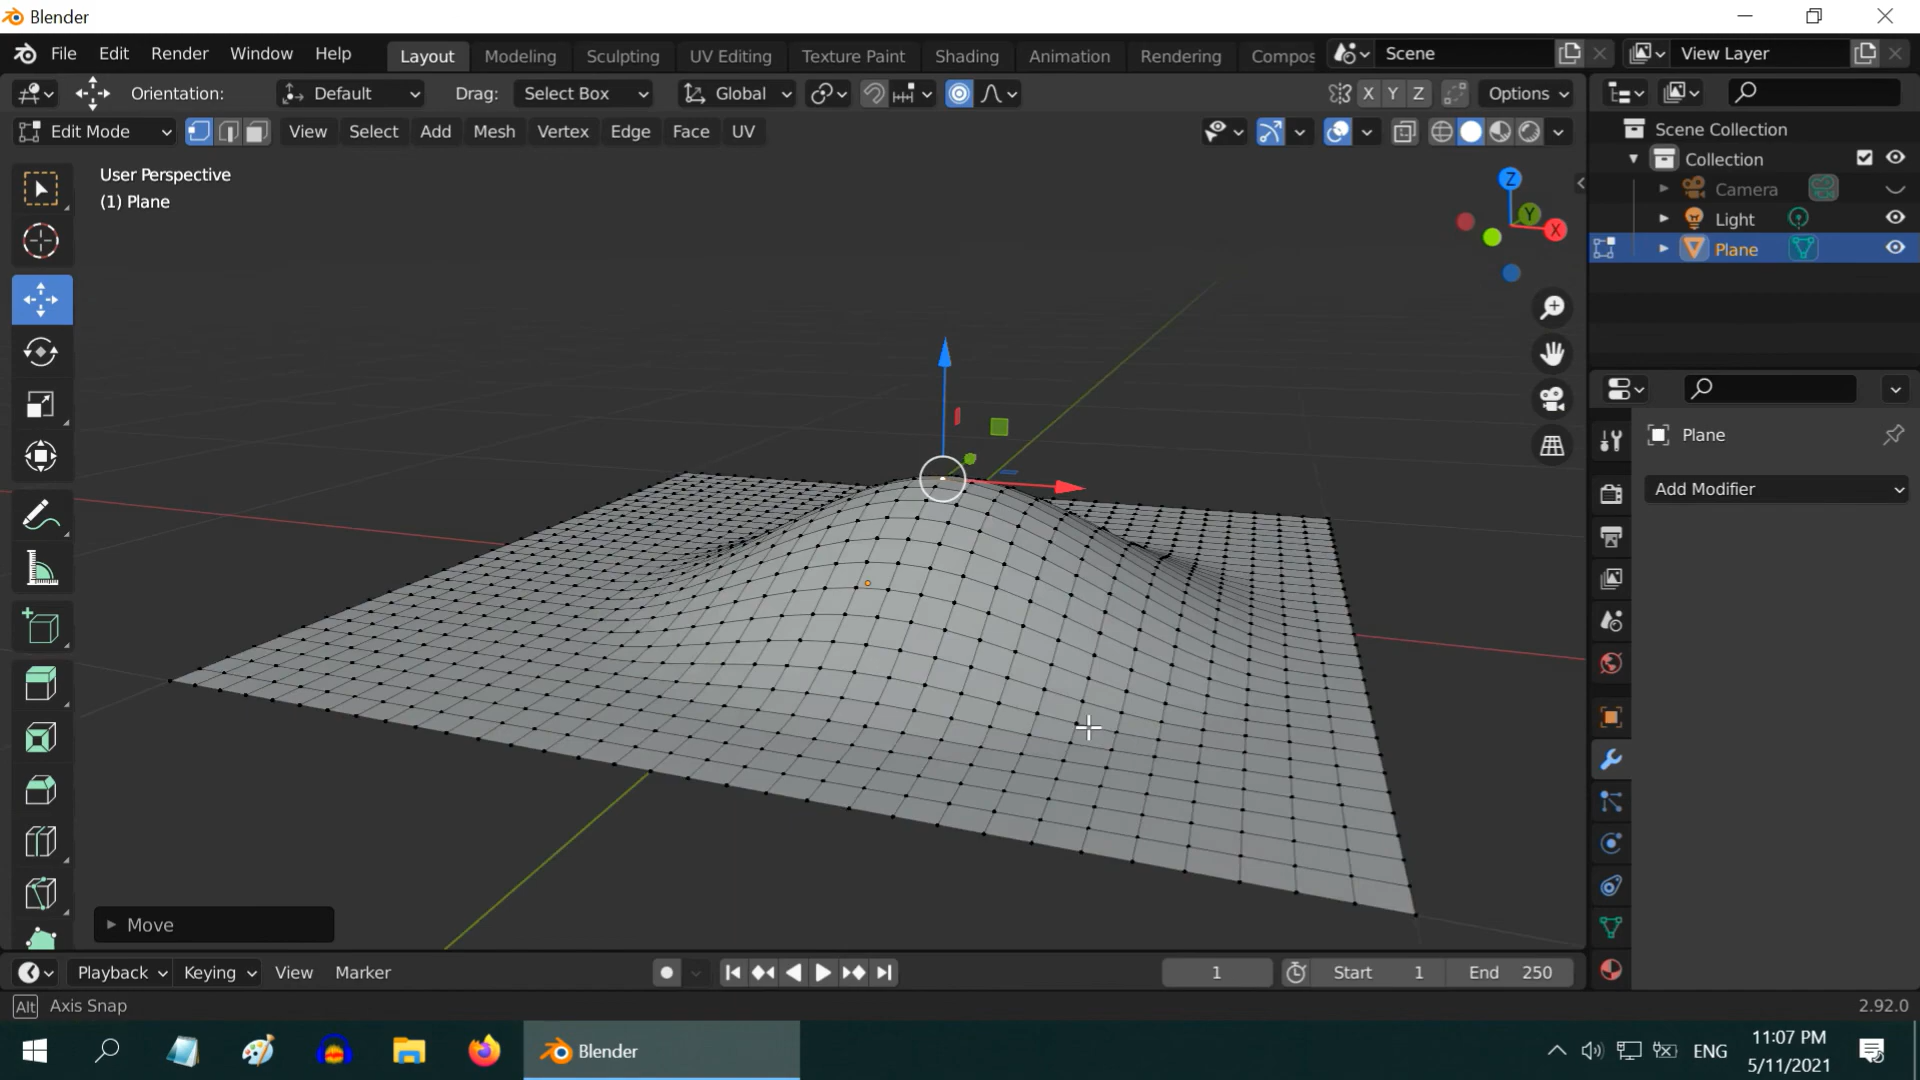 Blender
File Edit Render Window Help Layout Modeling Sculpting UV Editing Texture Paint Shading Animation Rendering Compos Scene View Layer
Orientation: Default Drag: Select Box Global X Y Z Options
Edit Mode View Select Add Mesh Vertex Edge Face UV
Scene Collection
Collection
Camera
Light
Plane
User Perspective
(1) Plane
Z
Y
X
Plane
Add Modifier
Move
Playback Keying View Marker 1 Start 1 End 250
Alt Axis Snap 2.92.0
Blender ENG 11:07 PM
5/11/2021